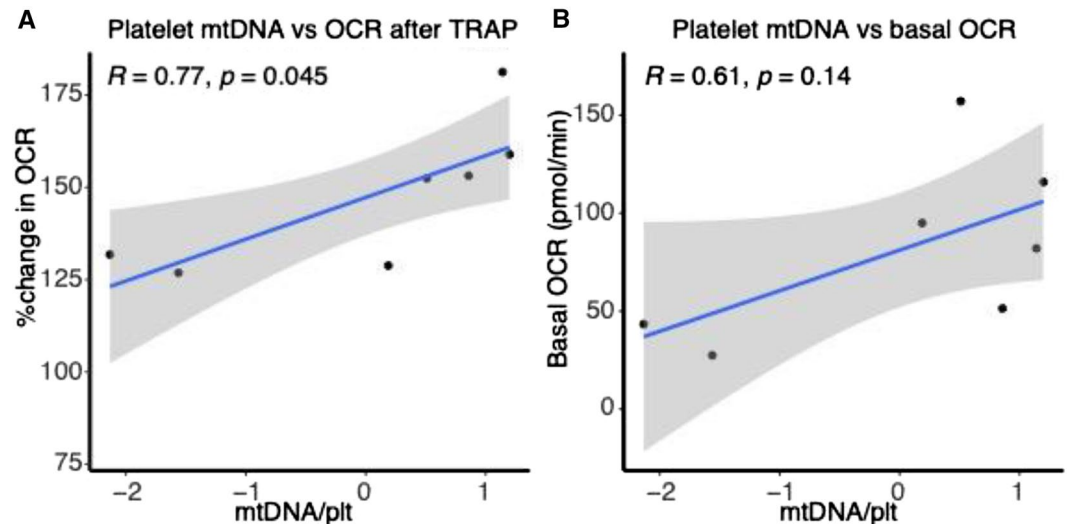 A
Platelet mtDNA vs OCR after TRAP
R = 0.77, p = 0.045
%change in OCR
175
150
125
100
75
−2 −1 0 1
mtDNA/plt
B
Platelet mtDNA vs basal OCR
R = 0.61, p = 0.14
Basal OCR (pmol/min)
150
100
50
0
−2 −1 0 1
mtDNA/plt